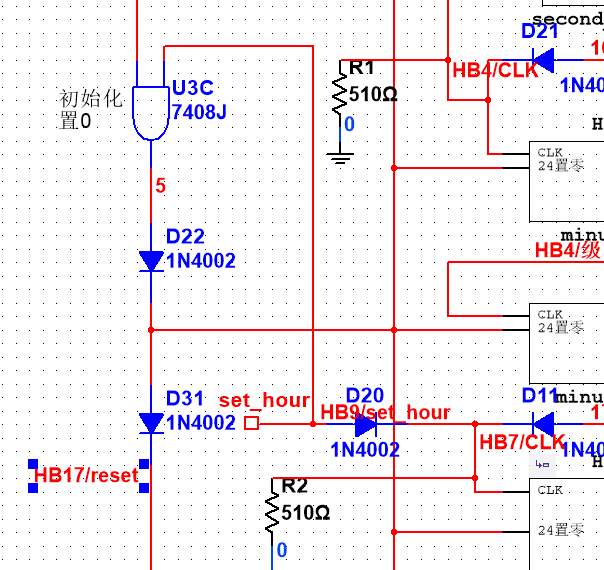 second_
D21
HB4/CLK
1N40
R1
510Ω
0
初始化
置0
U3C
7408J
H
CLK
24置零
5
minu
HB4/级
D22
1N4002
CLK
24置零
D31
1N4002
set_hour
D20
HB9/set_hour
1N4002
D11
minu
1
HB7/CLK
1N40
H
HB17/reset
R2
510Ω
CLK
24置零
0